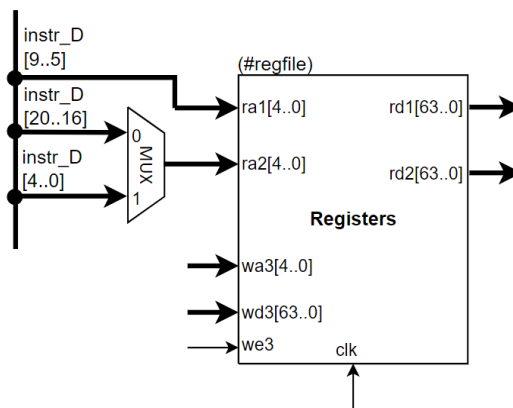 instr_D
[9..5]
instr_D
[20..16]
instr_D
[4..0]
0
MUX
1
(#regfile)
ra1[4..0]
rd1[63..0]
ra2[4..0]
rd2[63..0]
Registers
wa3[4..0]
wd3[63..0]
we3
clk